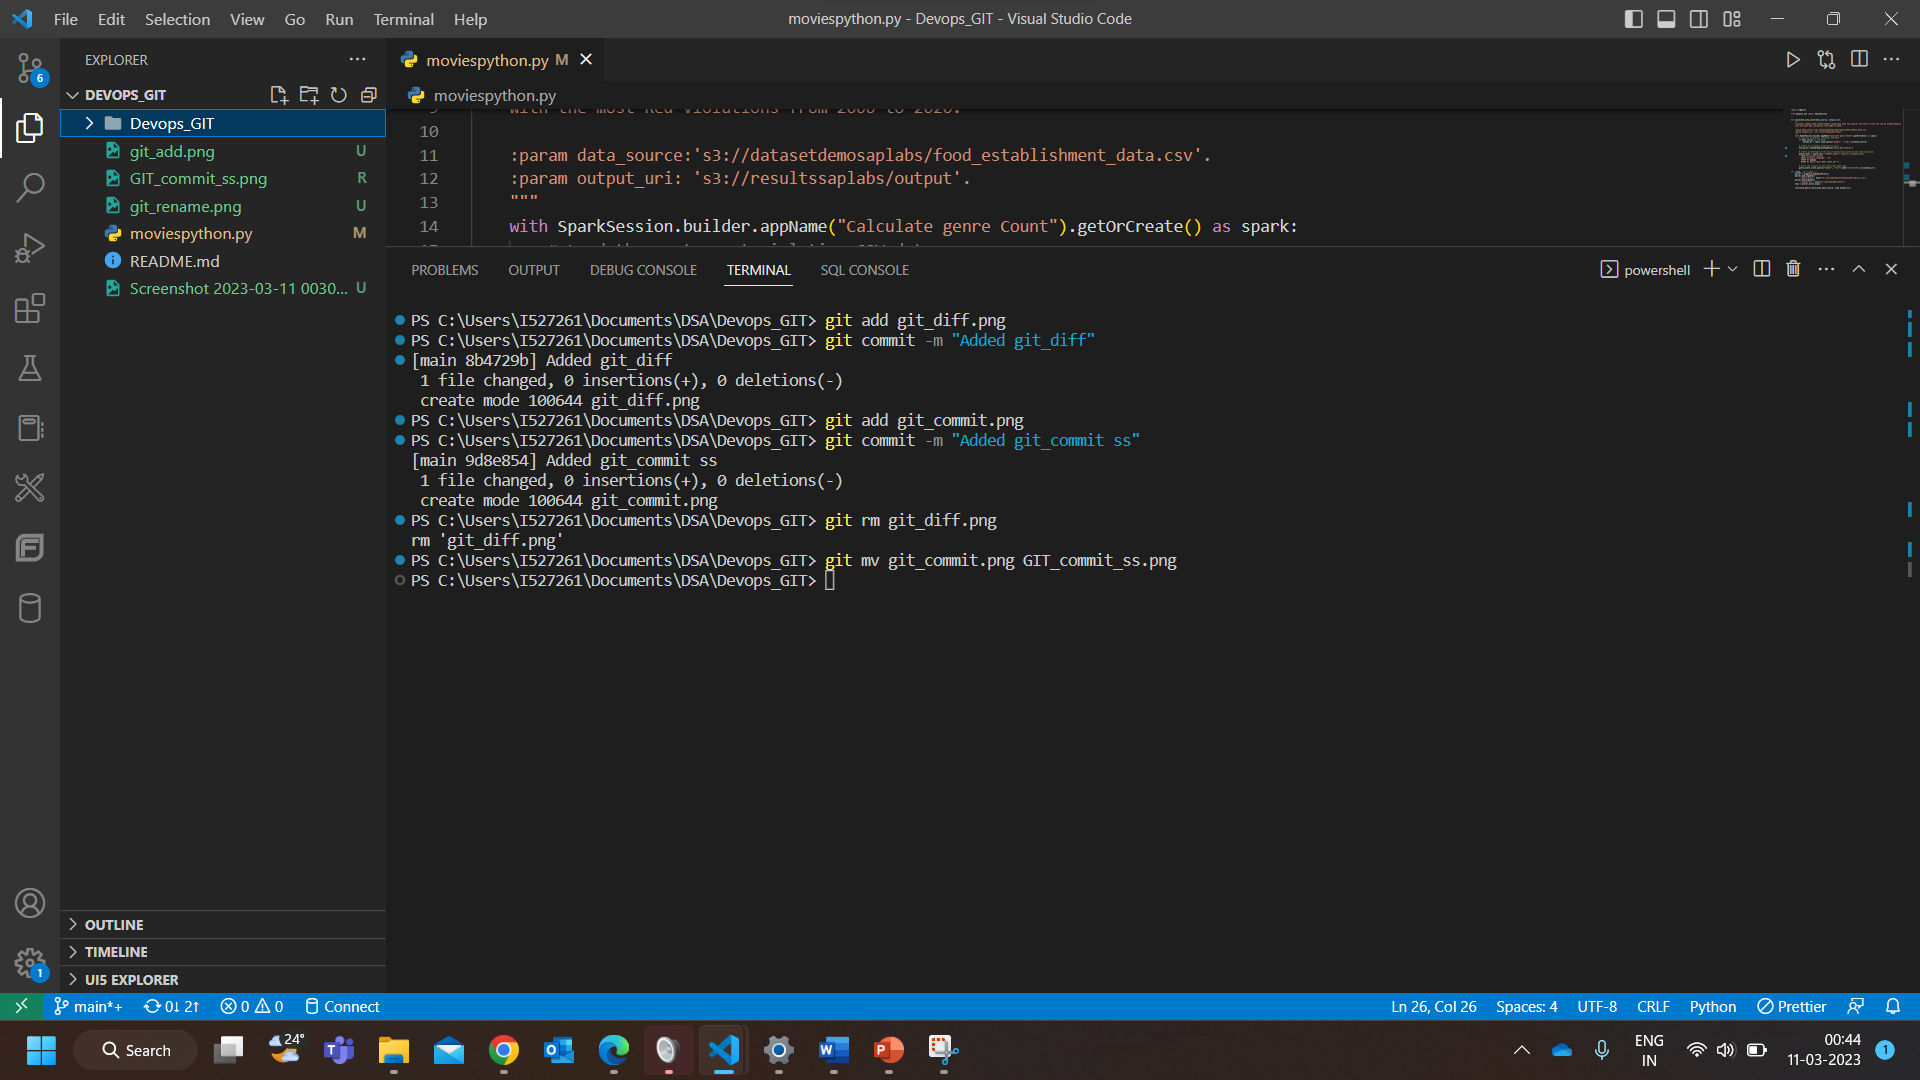 File Edit Selection View Go Run Terminal Help
moviespython.py - Devops_GIT - Visual Studio Code
6
EXPLORER
DEVOPS_GIT
Devops_GIT
git_add.png U
GIT_commit_ss.png R
git_rename.png U
moviespython.py M
README.md
Screenshot 2023-03-11 0030... U
OUTLINE
TIMELINE
UI5 EXPLORER
1
moviespython.py M
moviespython.py
10
11 :param data_source:'s3://datasetdemosaplabs/food_establishment_data.csv'.
12 :param output_uri: 's3://resultssaplabs/output'.
13 """
14 with SparkSession.builder.appName("Calculate genre Count").getOrCreate() as spark:
PROBLEMS OUTPUT DEBUG CONSOLE TERMINAL SQL CONSOLE
powershell
PS C:\Users\I527261\Documents\DSA\Devops_GIT> git add git_diff.png
PS C:\Users\I527261\Documents\DSA\Devops_GIT> git commit -m "Added git_diff"
[main 8b4729b] Added git_diff
1 file changed, 0 insertions(+), 0 deletions(-)
create mode 100644 git_diff.png
PS C:\Users\I527261\Documents\DSA\Devops_GIT> git add git_commit.png
PS C:\Users\I527261\Documents\DSA\Devops_GIT> git commit -m "Added git_commit ss"
[main 9d8e854] Added git_commit ss
1 file changed, 0 insertions(+), 0 deletions(-)
create mode 100644 git_commit.png
PS C:\Users\I527261\Documents\DSA\Devops_GIT> git rm git_diff.png
rm 'git_diff.png'
PS C:\Users\I527261\Documents\DSA\Devops_GIT> git mv git_commit.png GIT_commit_ss.png
PS C:\Users\I527261\Documents\DSA\Devops_GIT>
main*+ 0↓ 2↑ 0 0 Connect
Ln 26, Col 26 Spaces: 4 UTF-8 CRLF Python Prettier
Search
24°
ENG
IN
00:44
11-03-2023
1